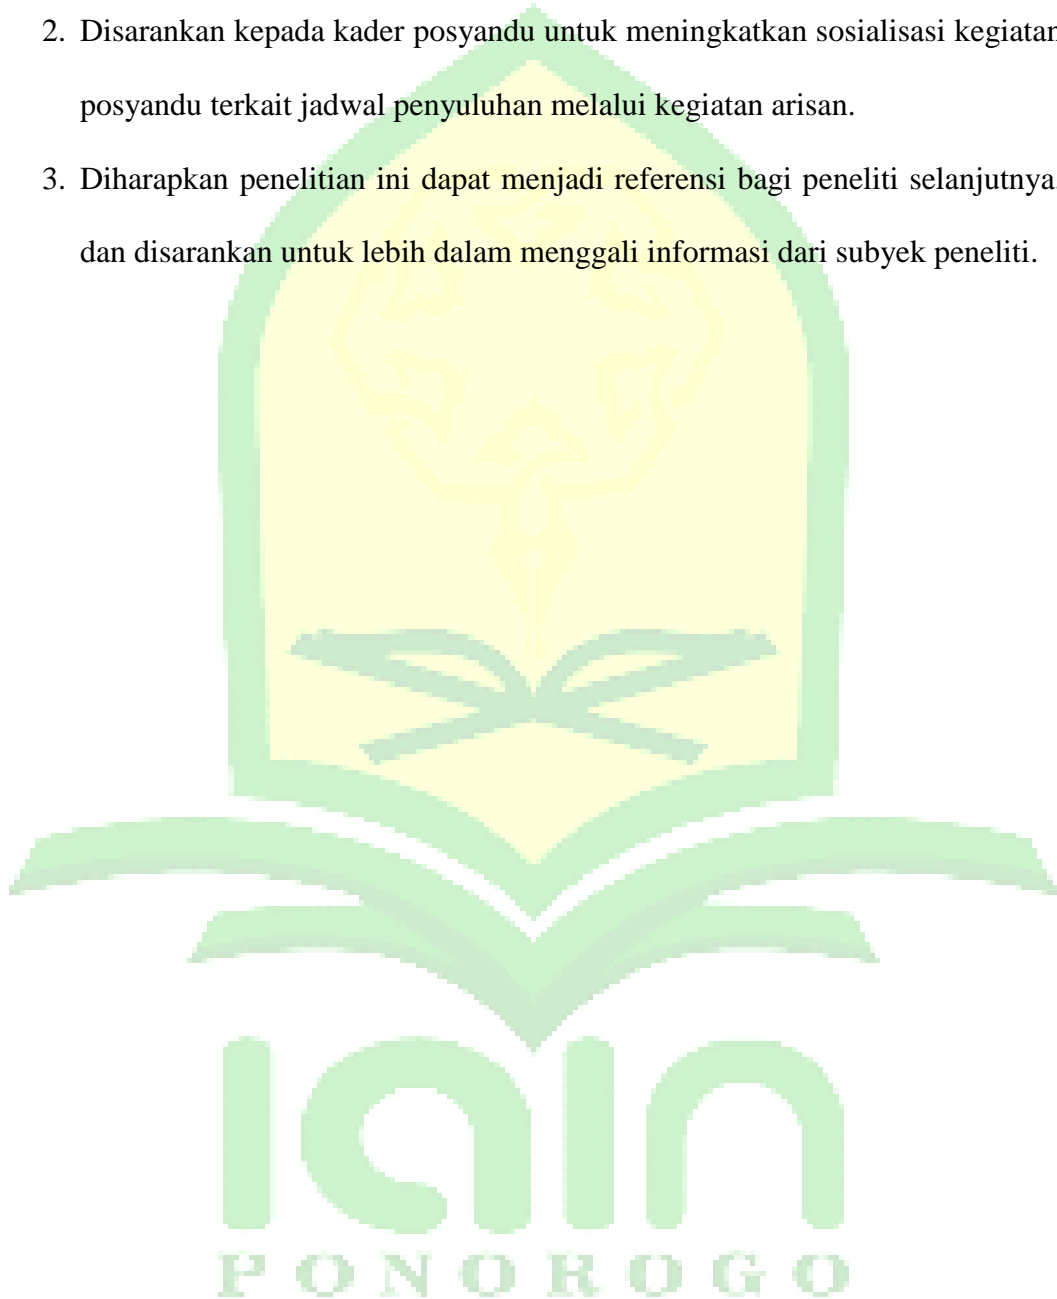 2. Disarankan kepada kader posyandu untuk meningkatkan sosialisasi kegiatan
posyandu terkait jadwal penyuluhan melalui kegiatan arisan.
3. Diharapkan penelitian ini dapat menjadi referensi bagi peneliti selanjutnya,
dan disarankan untuk lebih dalam menggali informasi dari subyek peneliti.
iain
PONOROGO